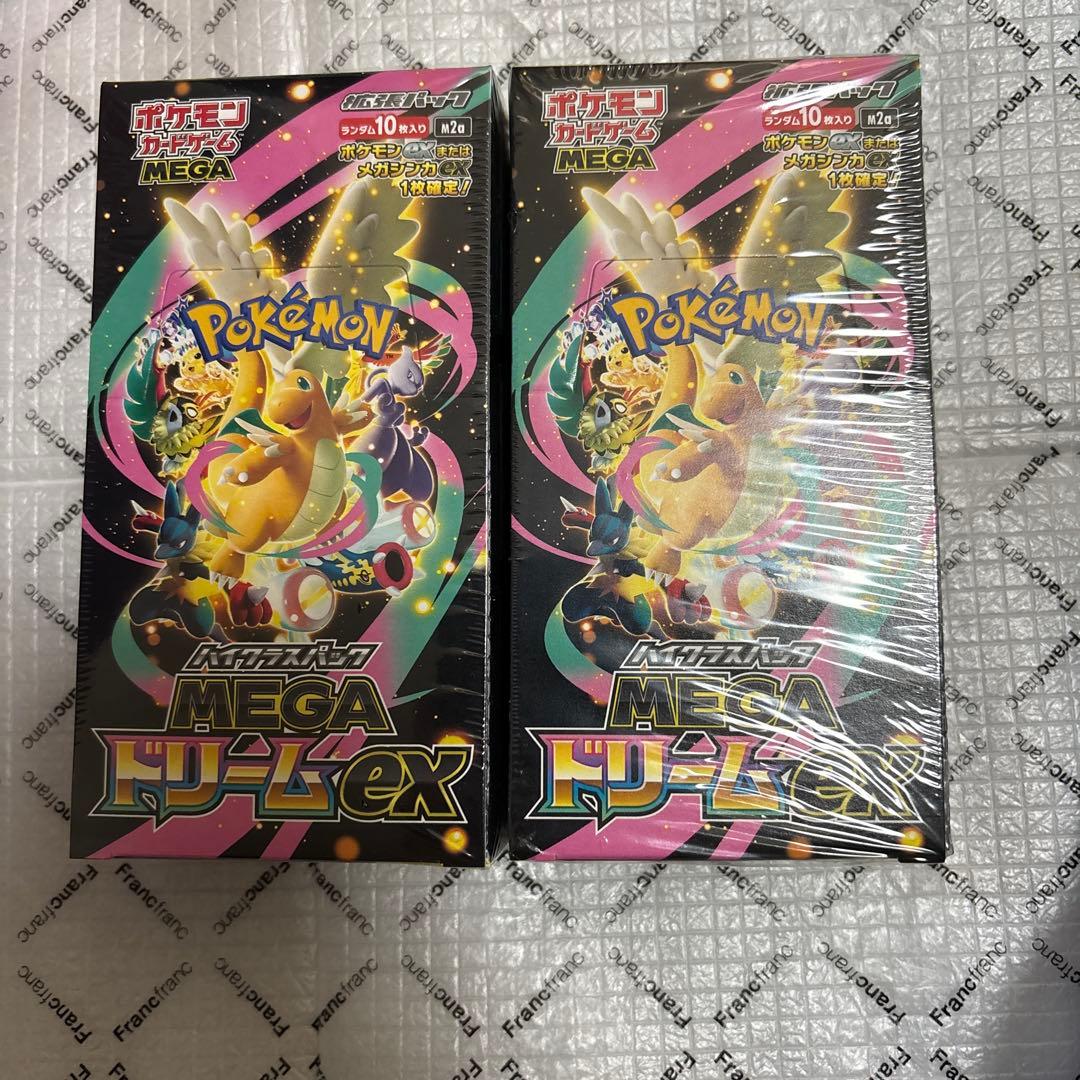 ポケモン
カードゲーム
MEGA
拡張パック
ランダム10枚入り
M2a
ポケモンexまたは
メガシンカex
1枚確定!
POKÉMON
ハイクラスパック
MEGA
ドリームex
ポケモン
カードゲーム
MEGA
拡張パック
ランダム10枚入り
M2a
ポケモンexまたは
メガシンカex
1枚確定!
POKÉMON
ハイクラスパック
MEGA
ドリームex
Francfranc